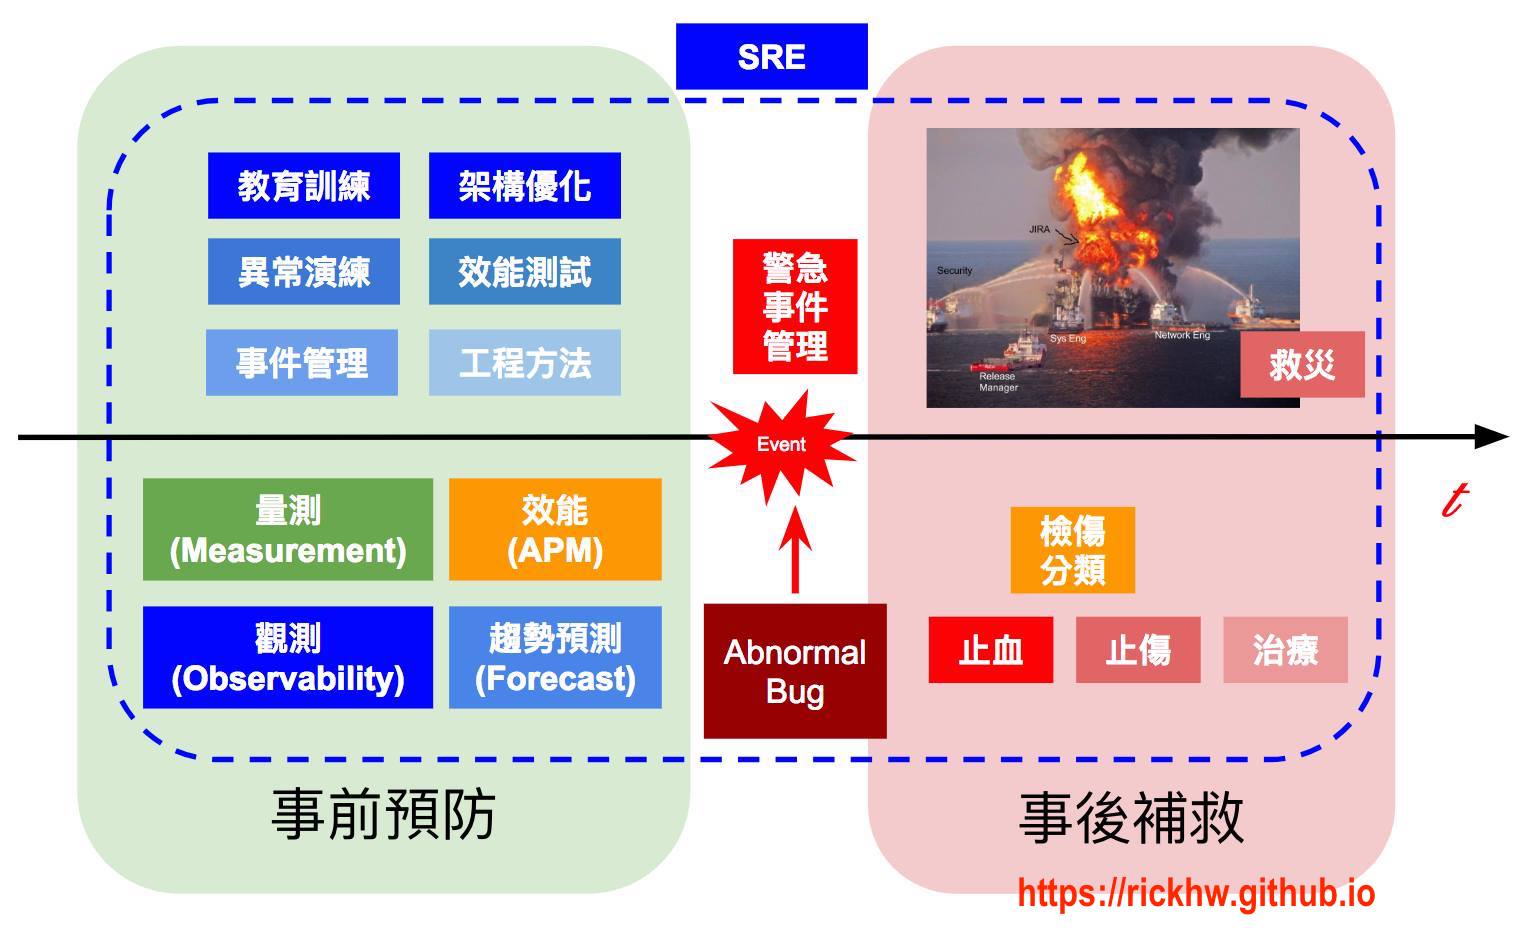 SRE
教育訓練
架構優化
異常演練
效能測試
事件管理
工程方法
警急
事件
管理
JIRA
Security
Sys Eng
Network Eng
Release
Manager
救災
Event
t
量測
(Measurement)
效能
(APM)
觀測
(Observability)
趨勢預測
(Forecast)
Abnormal
Bug
檢傷
分類
止血
止傷
治療
事前預防
事後補救
https://rickhw.github.io